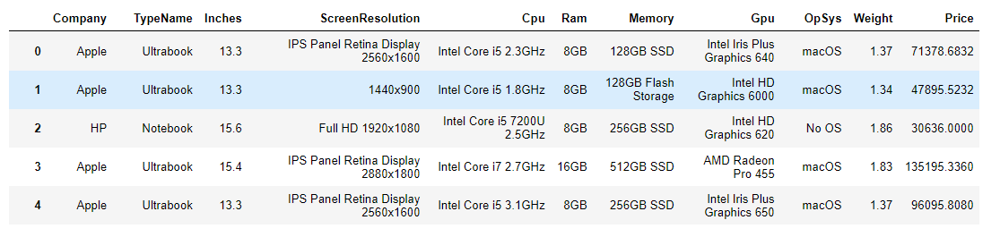 Company TypeName Inches ScreenResolution Cpu Ram Memory Gpu OpSys Weight Price
0 Apple Ultrabook 13.3 IPS Panel Retina Display 2560x1600 Intel Core i5 2.3GHz 8GB 128GB SSD Intel Iris Plus Graphics 640 macOS 1.37 71378.6832
1 Apple Ultrabook 13.3 1440x900 Intel Core i5 1.8GHz 8GB 128GB Flash Storage Intel HD Graphics 6000 macOS 1.34 47895.5232
2 HP Notebook 15.6 Full HD 1920x1080 Intel Core i5 7200U 2.5GHz 8GB 256GB SSD Intel HD Graphics 620 No OS 1.86 30636.0000
3 Apple Ultrabook 15.4 IPS Panel Retina Display 2880x1800 Intel Core i7 2.7GHz 16GB 512GB SSD AMD Radeon Pro 455 macOS 1.83 135195.3360
4 Apple Ultrabook 13.3 IPS Panel Retina Display 2560x1600 Intel Core i5 3.1GHz 8GB 256GB SSD Intel Iris Plus Graphics 650 macOS 1.37 96095.8080